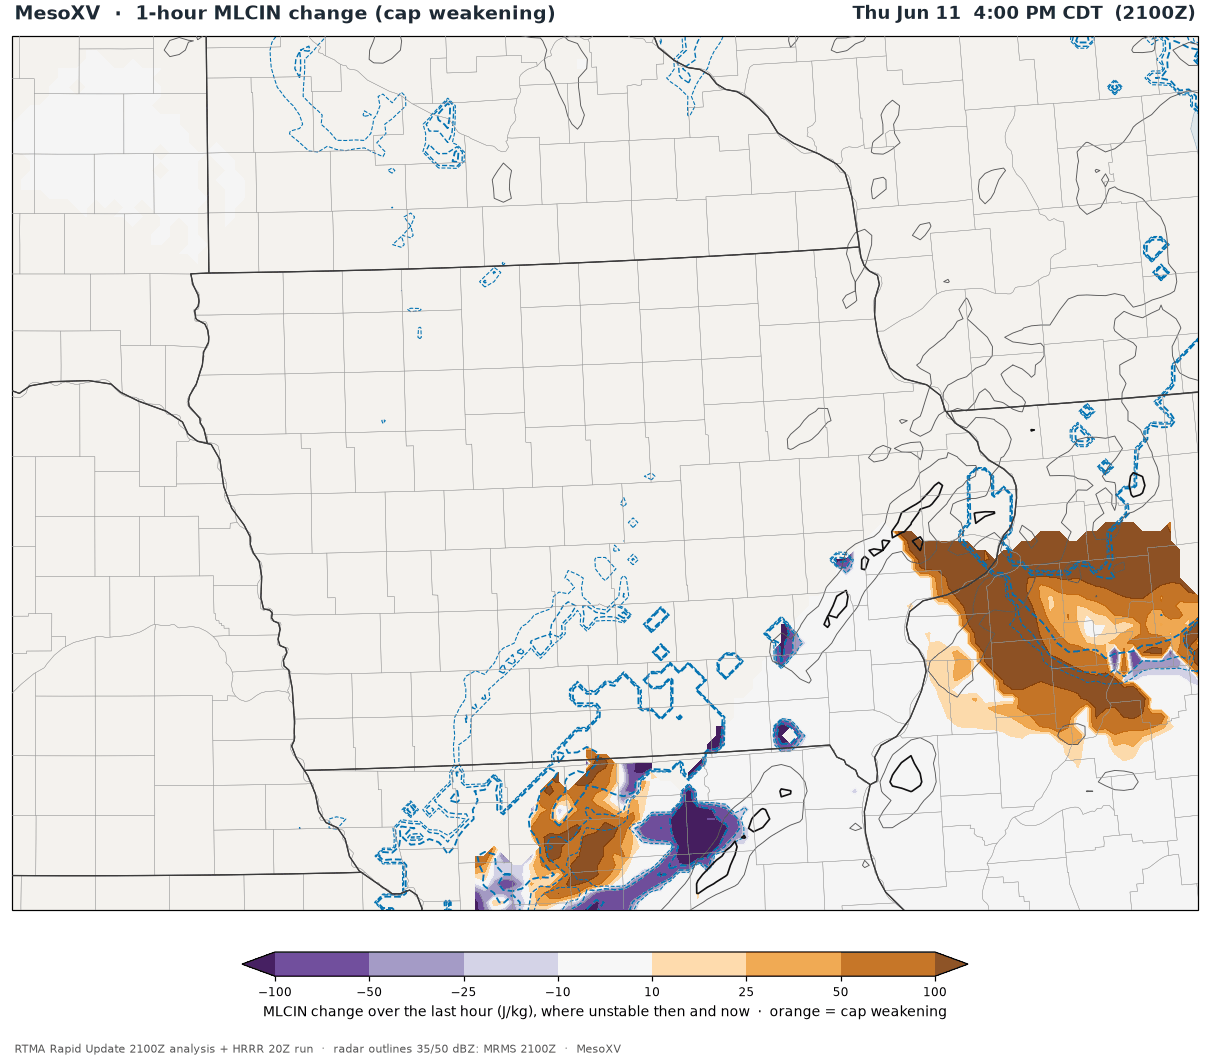 MesoXV · 1-hour MLCIN change (cap weakening)
Thu Jun 11 4:00 PM CDT (2100Z)
−100 −50 −25 −10 10 25 50 100
MLCIN change over the last hour (J/kg), where unstable then and now · orange = cap weakening
RTMA Rapid Update 2100Z analysis + HRRR 20Z run · radar outlines 35/50 dBZ: MRMS 2100Z · MesoXV